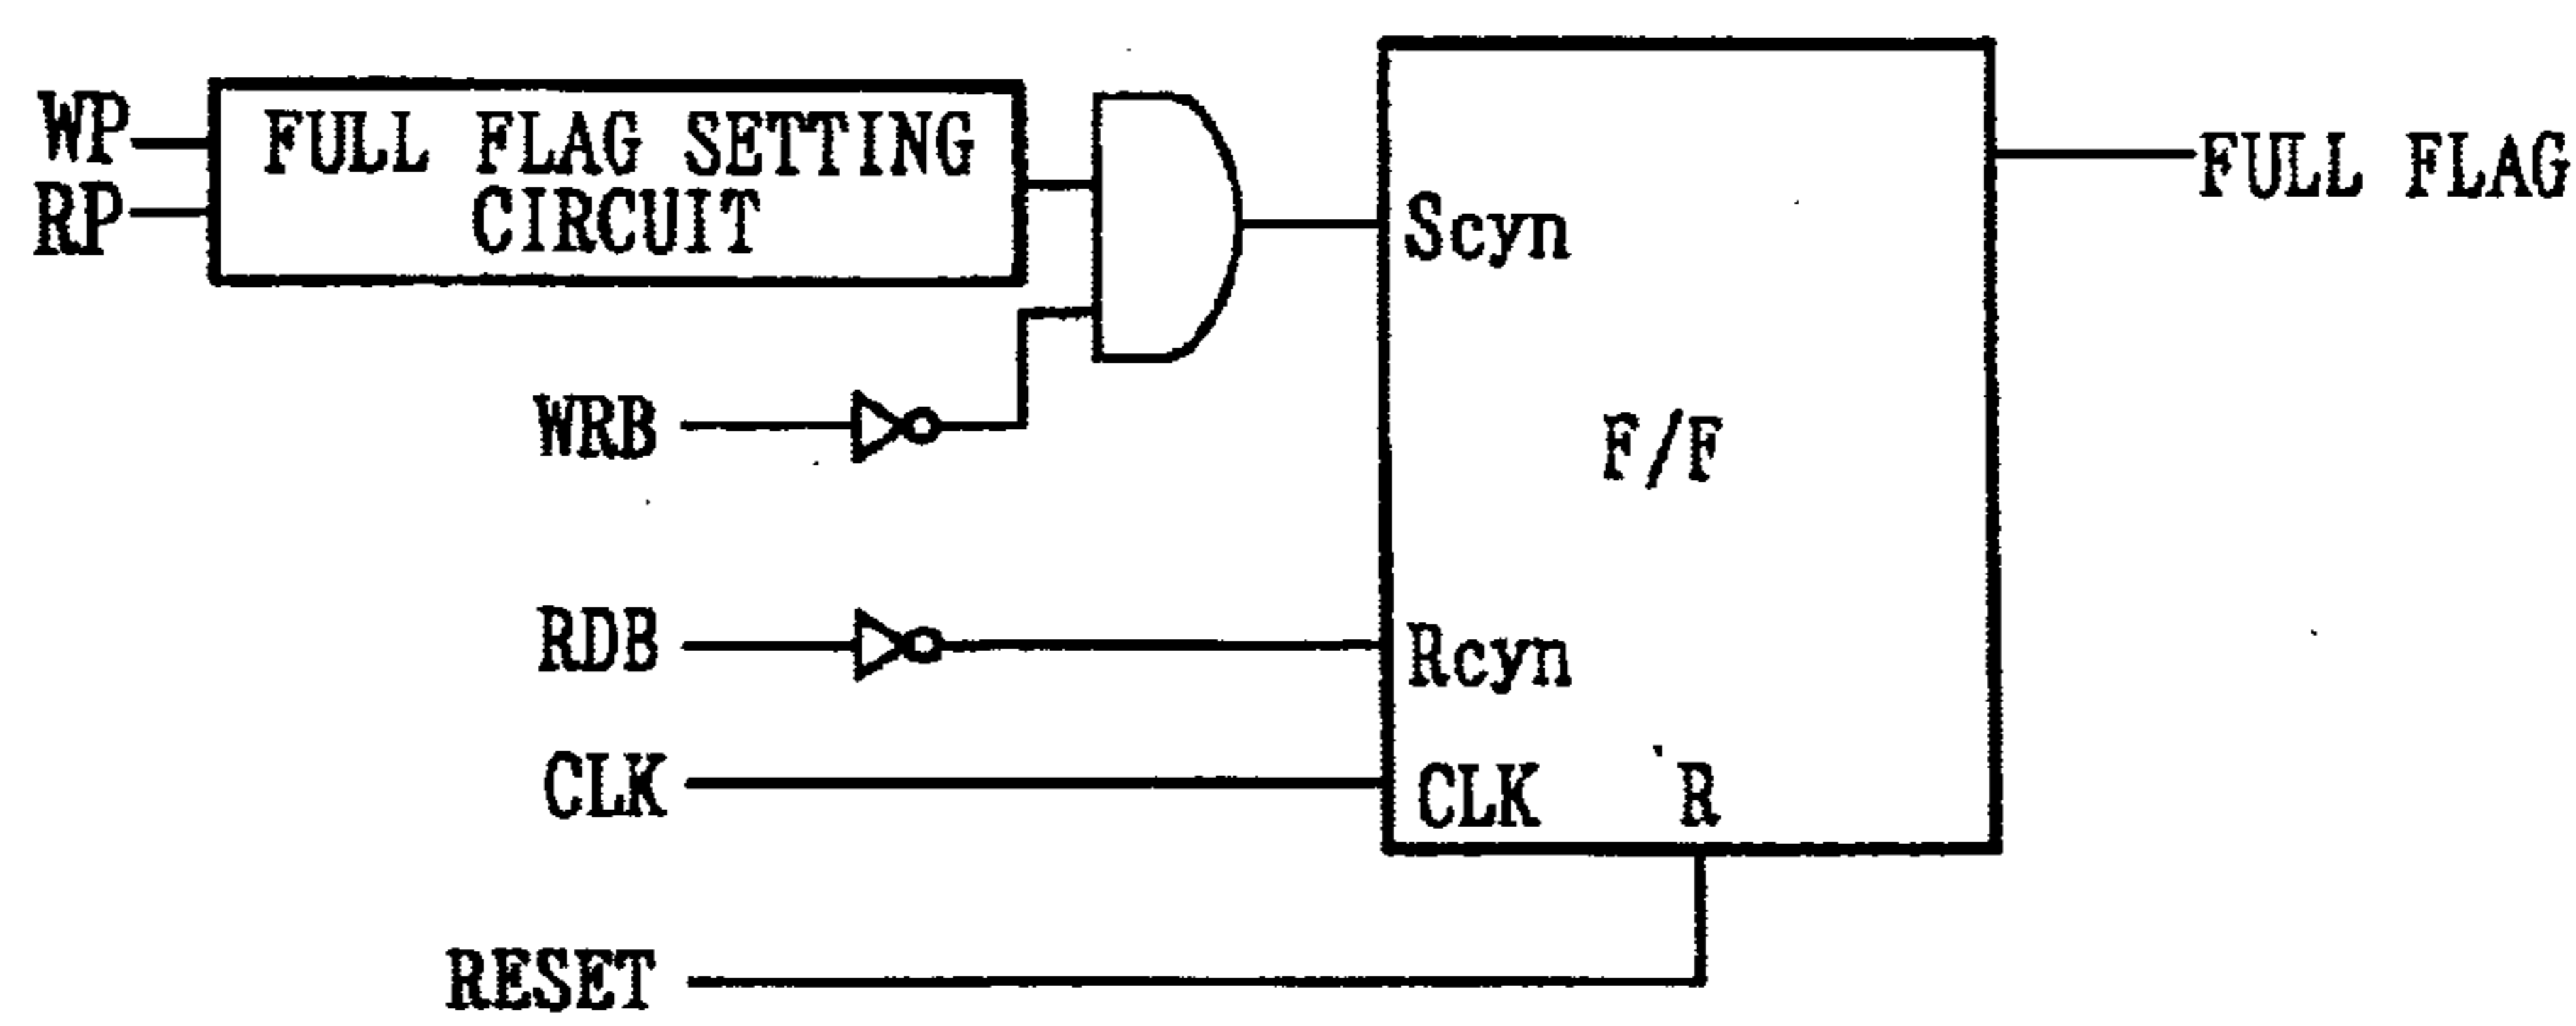 WP
RP
FULL FLAG SETTING
CIRCUIT
FULL FLAG
Scyn
WRB
F/F
RDB
Rcyn
CLK
CLK
R
RESET